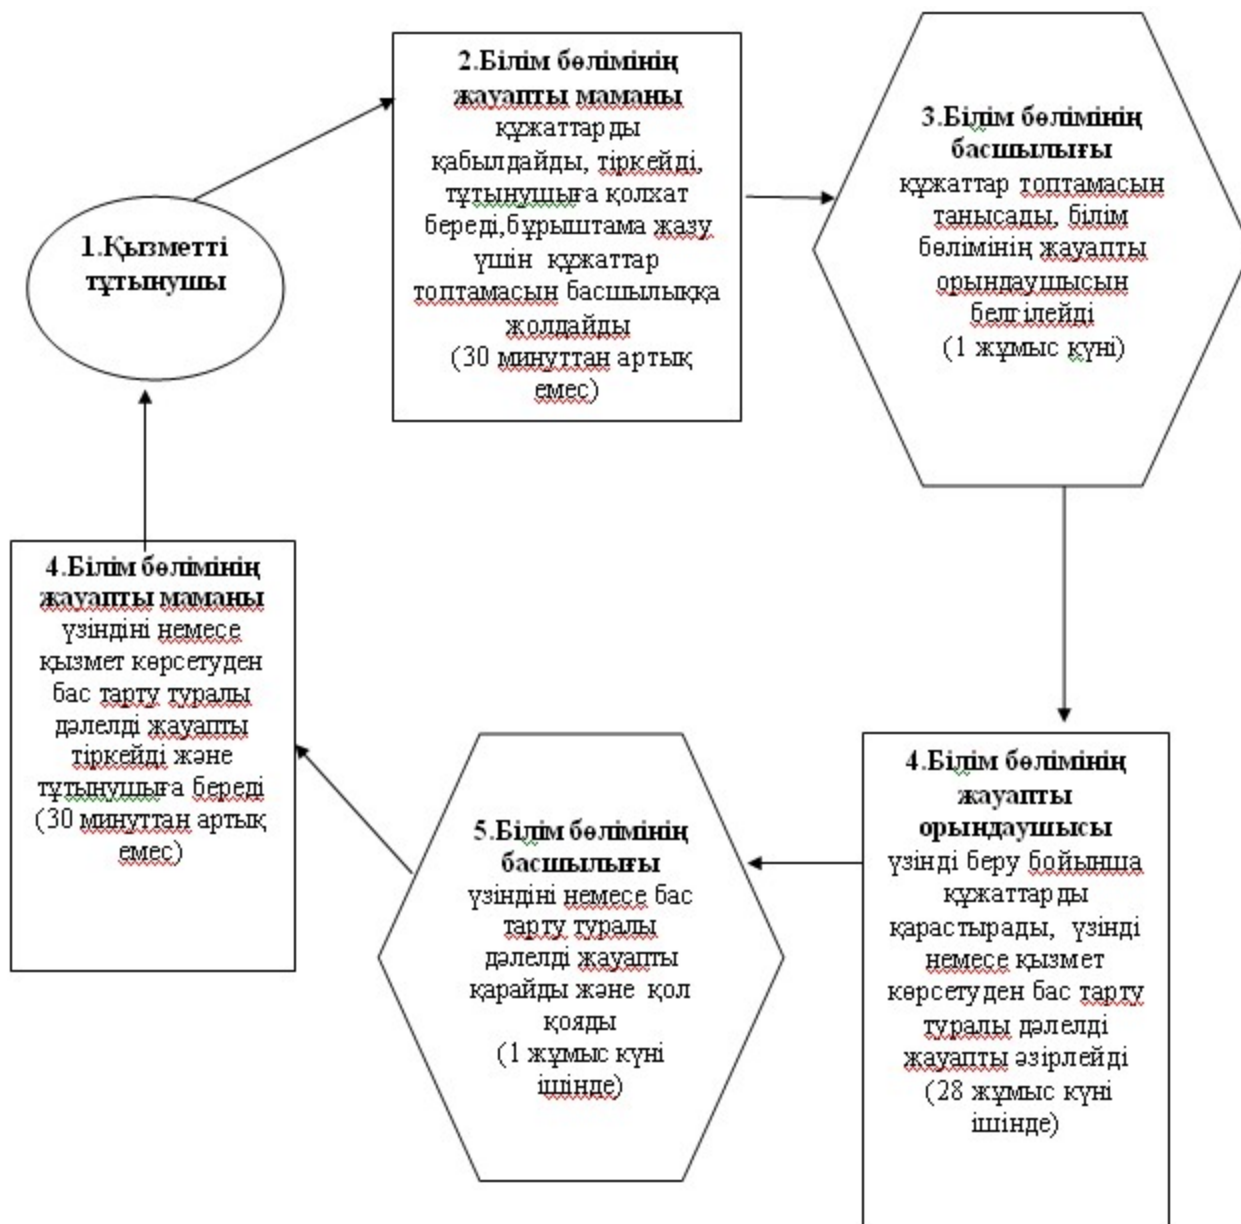 1.Қызметті
тұтынушы
2.Білім бөлімінің
жауапты маманы
құжаттарды
қабылдайды, тіркейді,
тұтынушыға қолхат
береді,бұрыштама жазу
үшін құжаттар
топтамасын басшылыққа
жолдайды
(30 минуттан артық
емес)
3.Білім бөлімінің
басшылығы
құжаттар топтамасын
танысады, білім
бөлімінің жауапты
орындаушысын
белгілейді
(1 жұмыс күні)
4.Білім бөлімінің
жауапты
орындаушысы
үзінді беру бойынша
құжаттарды
қарастырады, үзінді
немесе қызмет
көрсетуден бас тарту
туралы дәлелді
жауапты әзірлейді
(28 жұмыс күні
ішінде)
5.Білім бөлімінің
басшылығы
үзіндіні немесе бас
тарту туралы
дәлелді жауапты
қарайды және қол
қояды
(1 жұмыс күні
ішінде)
4.Білім бөлімінің
жауапты маманы
үзіндіні немесе
қызмет көрсетуден
бас тарту туралы
дәлелді жауапты
тіркейді және
тұтынушыға береді
(30 минуттан артық
емес)